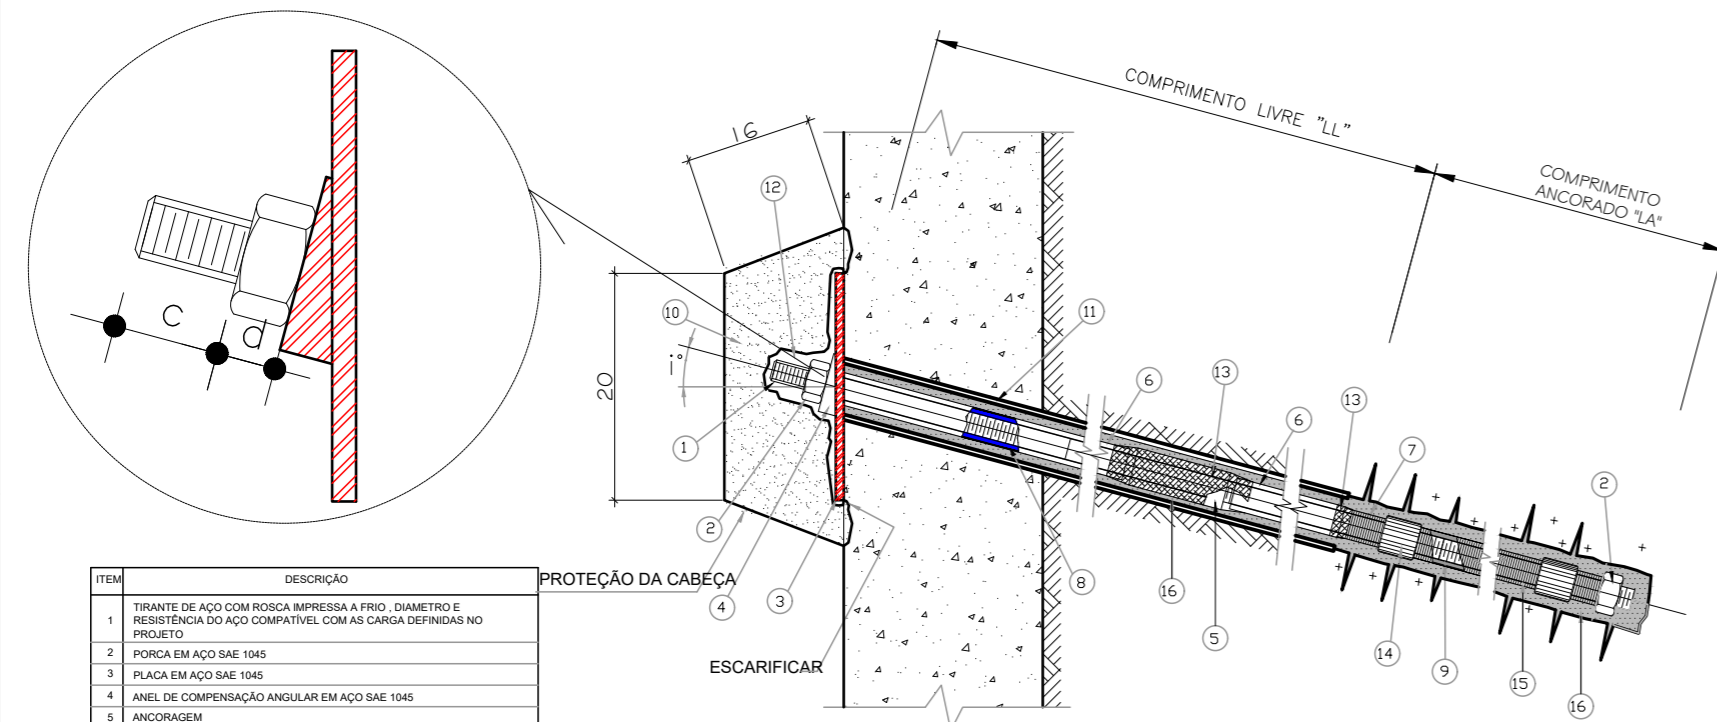 COMPRIMENTO LIVRE "LL"
COMPRIMENTO
ANCORADO "LA"
16
12
10
i°
20
C
d
11
6
13
6
13
7
2
1
2
4
3
8
16
5
14
9
15
16
PROTEÇÃO DA CABEÇA
ESCARIFICAR
ITEM DESCRIÇÃO
1 TIRANTE DE AÇO COM ROSCA IMPRESSA A FRIO , DIAMETRO E
RESISTÊNCIA DO AÇO COMPATÍVEL COM AS CARGA DEFINIDAS NO
PROJETO
2 PORCA EM AÇO SAE 1045
3 PLACA EM AÇO SAE 1045
4 ANEL DE COMPENSAÇÃO ANGULAR EM AÇO SAE 1045
5 ANCORAGEM